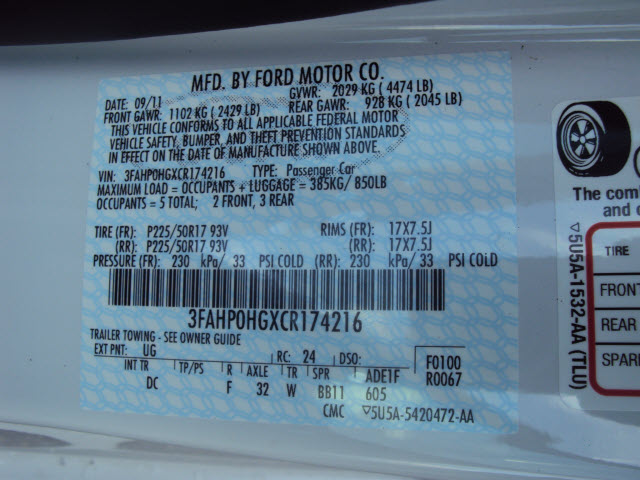 MFD. BY FORD MOTOR CO.
DATE: 09/11 GVWR: 2029 KG ( 4474 LB)
FRONT GAWR: 1102 KG ( 2429 LB) REAR GAWR: 928 KG ( 2045 LB)
THIS VEHICLE CONFORMS TO ALL APPLICABLE FEDERAL MOTOR
VEHICLE SAFETY, BUMPER, AND THEFT PREVENTION STANDARDS
IN EFFECT ON THE DATE OF MANUFACTURE SHOWN ABOVE.
VIN: 3FAHP0HGXCR174216 TYPE: Passenger Car
MAXIMUM LOAD = OCCUPANTS + LUGGAGE = 385KG/ 850LB
OCCUPANTS = 5 TOTAL; 2 FRONT, 3 REAR
TIRE (FR): P225/50R17 93V RIMS (FR): 17X7.5J
(RR): P225/50R17 93V (RR): 17X7.5J
PRESSURE (FR): 230 kPa/ 33 PSI COLD (RR): 230 kPa/ 33 PSI COLD
3FAHP0HGXCR174216
TRAILER TOWING - SEE OWNER GUIDE
EXT PNT: UG RC: 24 DSO: F0100
INT TR TP/PS R AXLE TR SPR ADE1F R0067
DC F 32 W BB11 605
CMC ▽5U5A-5420472-AA
The com
and
▽5U5A-1532-AA (TLU)
TIRE
FRONT
REAR
SPARE